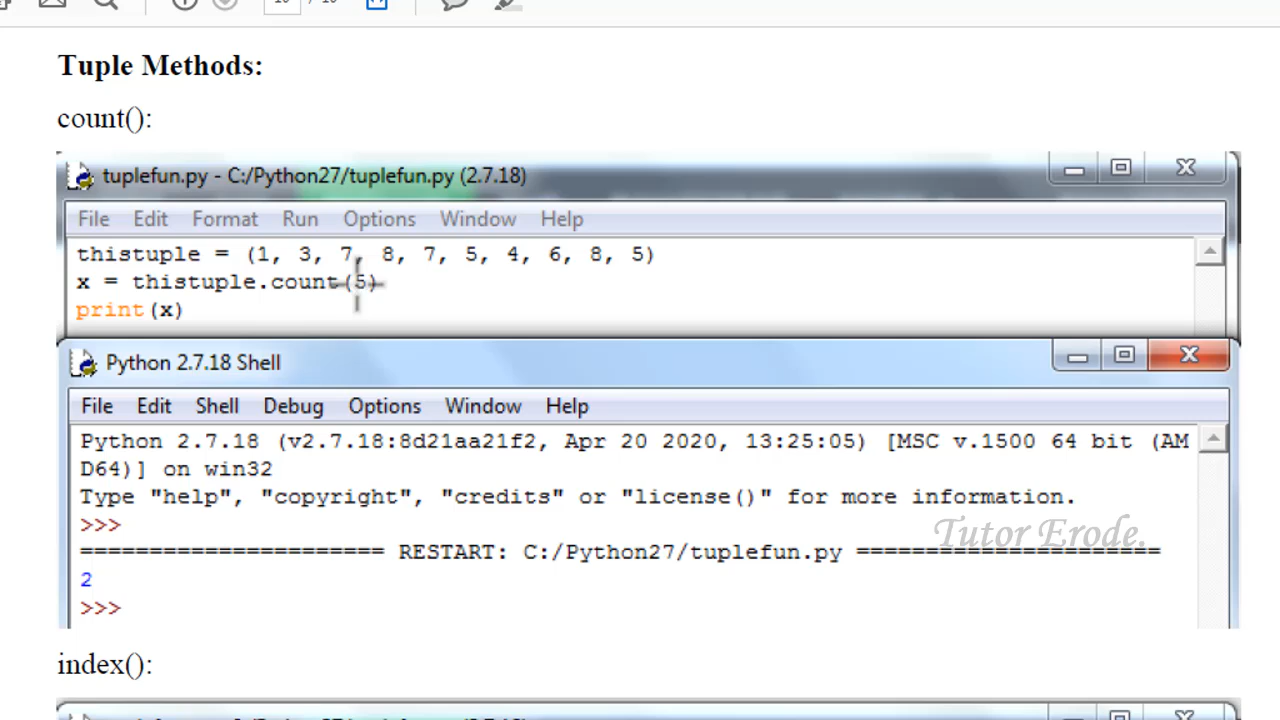 Tuple Methods:
count():
tuplefun.py - C:/Python27/tuplefun.py (2.7.18)
File Edit Format Run Options Window Help
thistuple = (1, 3, 7, 8, 7, 5, 4, 6, 8, 5)
x = thistuple.count(5)
print(x)
Python 2.7.18 Shell
File Edit Shell Debug Options Window Help
Python 2.7.18 (v2.7.18:8d21aa21f2, Apr 20 2020, 13:25:05) [MSC v.1500 64 bit (AM
D64)] on win32
Type "help", "copyright", "credits" or "license()" for more information.
>>>
====================== RESTART: C:/Python27/tuplefun.py ======================
Tutor Erode.
2
>>>
index():